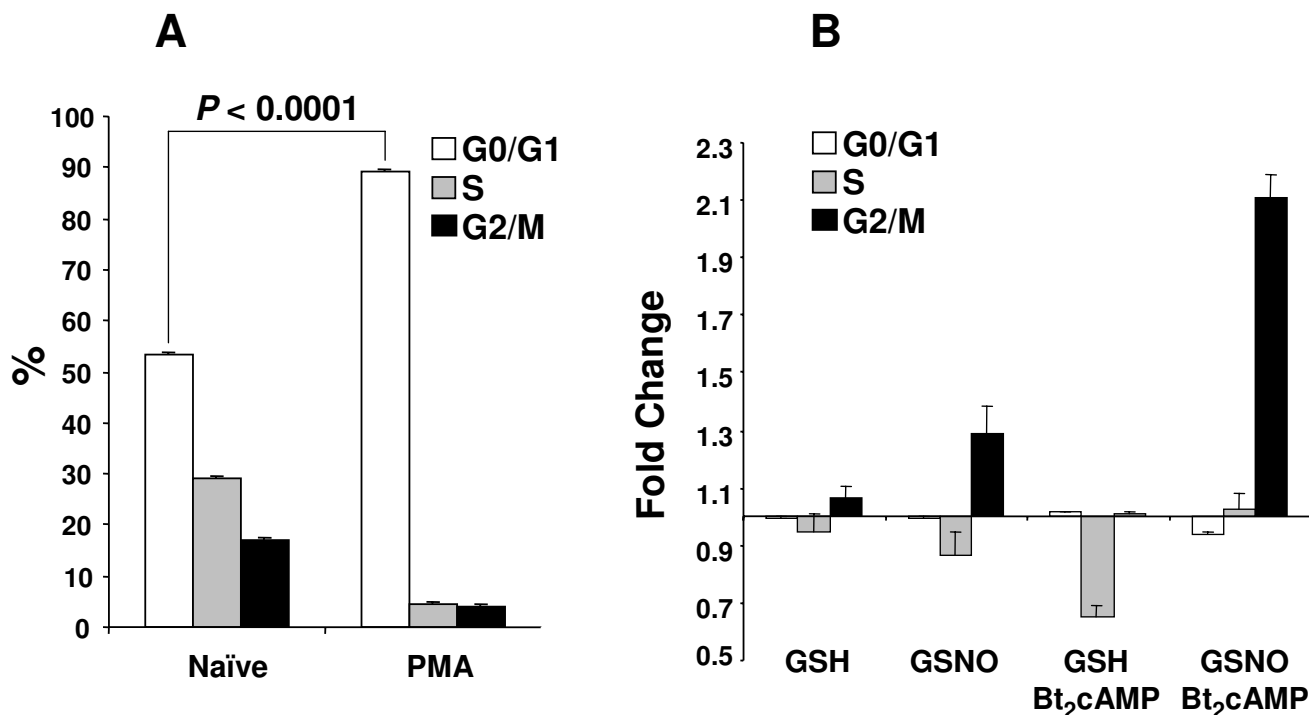 A
P < 0.0001
100
90
80
70
60
50
40
30
20
10
0
%
G0/G1
S
G2/M
Naïve
PMA
B
G0/G1
S
G2/M
2.3
2.1
1.9
1.7
1.5
1.3
1.1
0.9
0.7
0.5
Fold Change
GSH
GSNO
GSH
Bt₂cAMP
GSNO
Bt₂cAMP